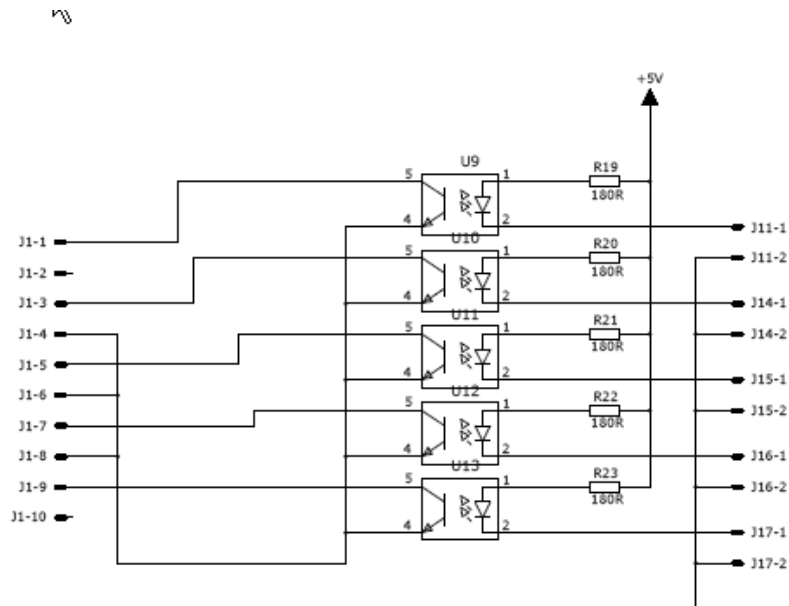 +5V
U9
5
1
R19
180R
4
2
J11-1
J1-1
U10
R20
J11-2
5
1
180R
J1-2
J1-3
4
2
J14-1
U11
R21
J1-4
5
1
180R
J14-2
J1-5
4
2
J15-1
U12
R22
J1-6
5
1
180R
J15-2
J1-7
4
2
J16-1
J1-8
U13
R23
J1-9
5
1
180R
J16-2
J1-10
4
2
J17-1
J17-2